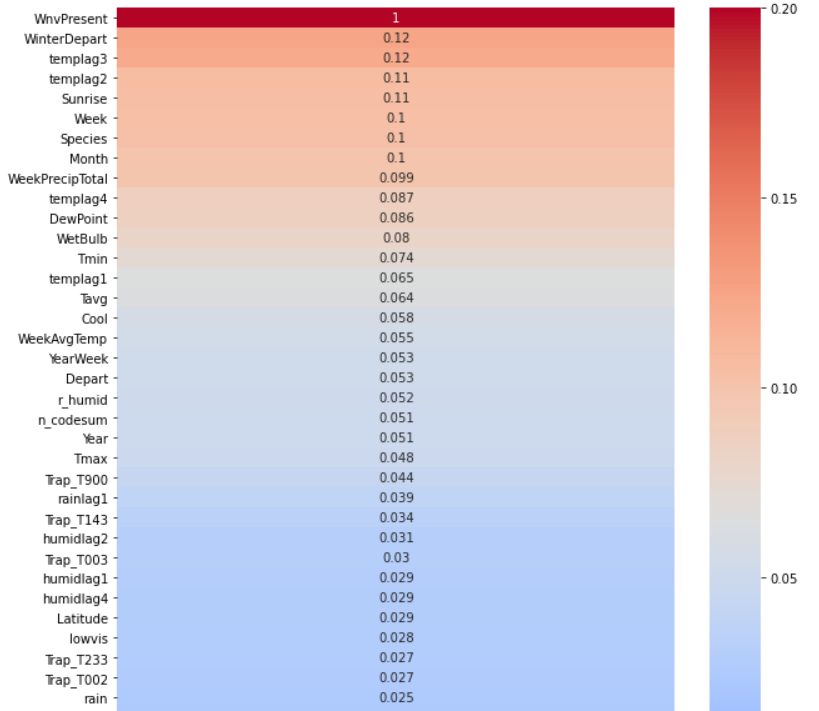 WnvPresent 1
WinterDepart 0.12
templag3 0.12
templag2 0.11
Sunrise 0.11
Week 0.1
Species 0.1
Month 0.1
WeekPrecipTotal 0.099
templag4 0.087
DewPoint 0.086
WetBulb 0.08
Tmin 0.074
templag1 0.065
Tavg 0.064
Cool 0.058
WeekAvgTemp 0.055
YearWeek 0.053
Depart 0.053
r_humid 0.052
n_codesum 0.051
Year 0.051
Tmax 0.048
Trap_T900 0.044
rainlag1 0.039
Trap_T143 0.034
humidlag2 0.031
Trap_T003 0.03
humidlag1 0.029
humidlag4 0.029
Latitude 0.029
lowvis 0.028
Trap_T233 0.027
Trap_T002 0.027
rain 0.025
0.20
0.15
0.10
0.05